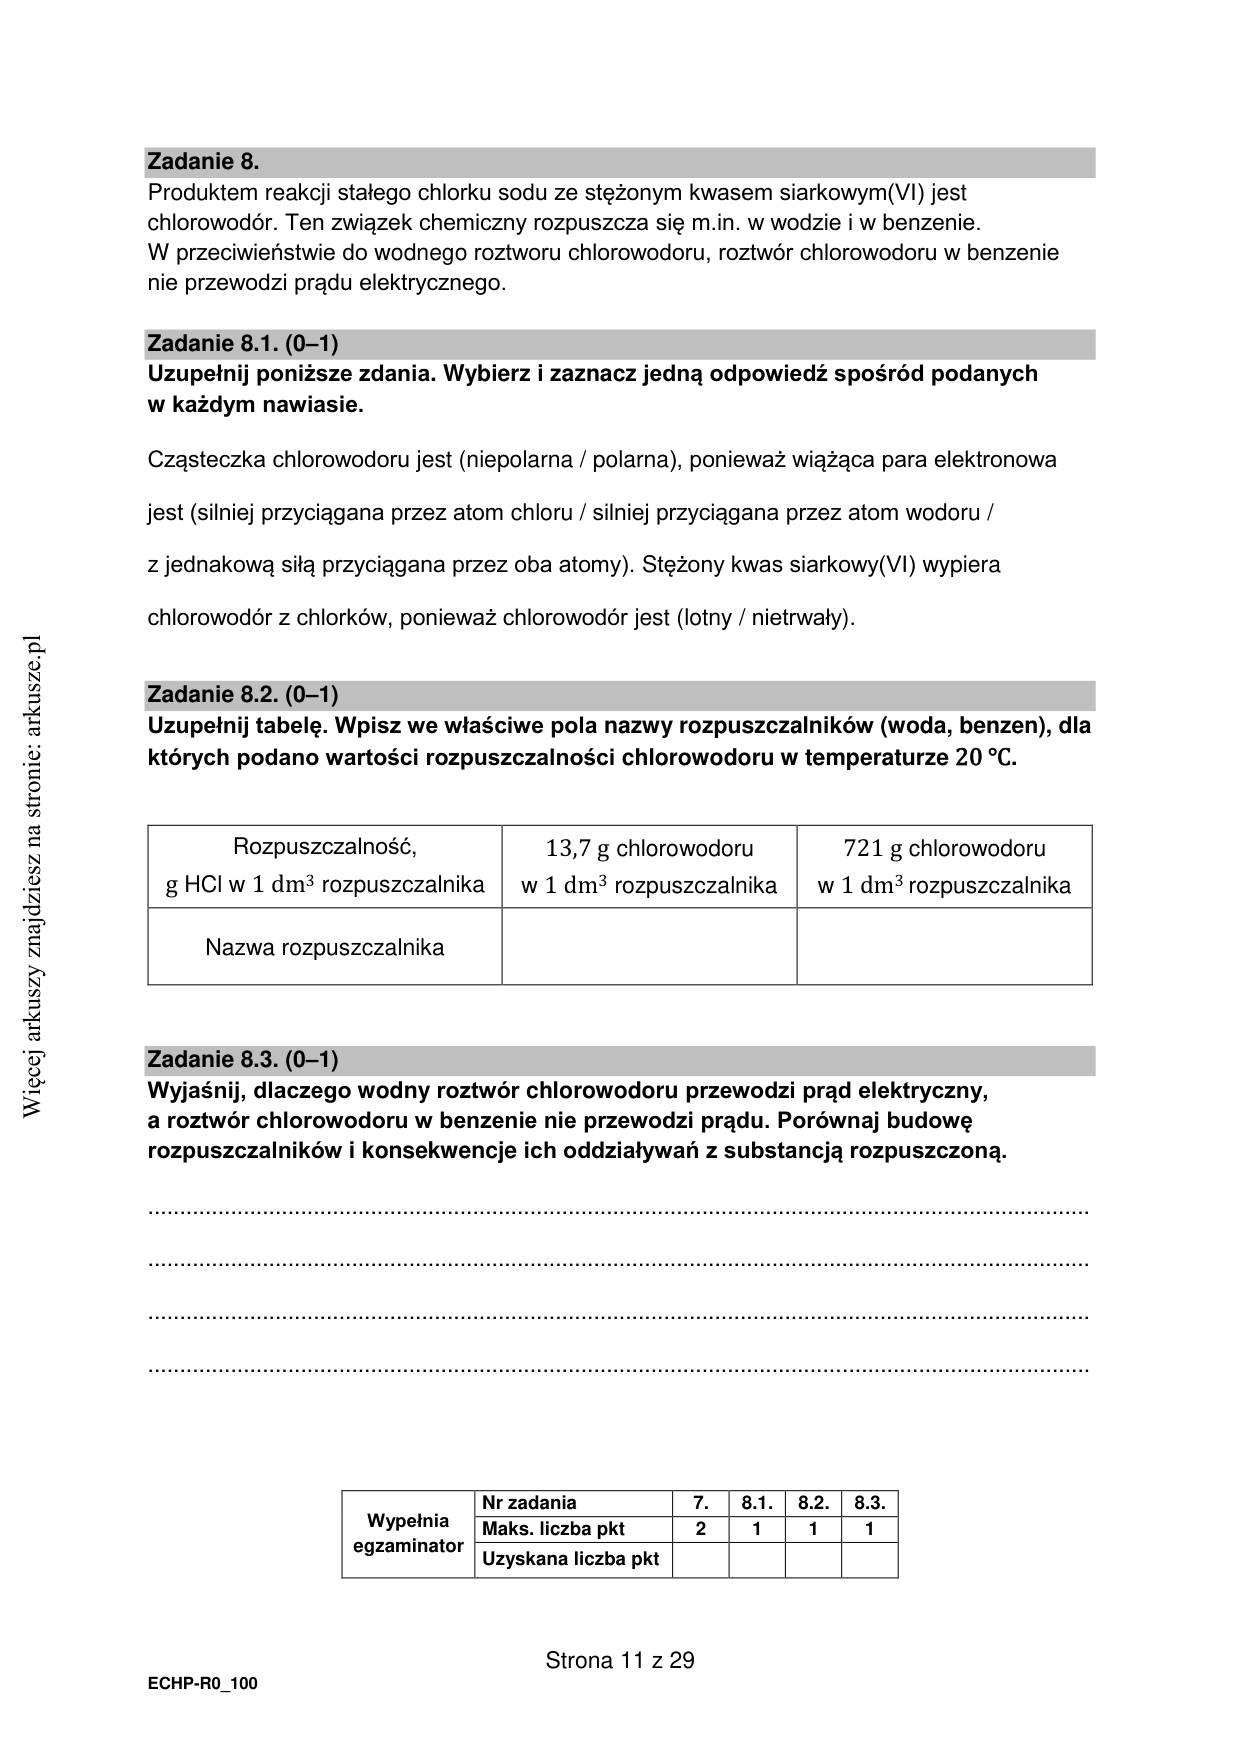 Zadanie 8.
Produktem reakcji stałego chlorku sodu ze stężonym kwasem siarkowym(VI) jest
chlorowodór. Ten związek chemiczny rozpuszcza się m.in. w wodzie i w benzenie.
W przeciwieństwie do wodnego roztworu chlorowodoru, roztwór chlorowodoru w benzenie
nie przewodzi prądu elektrycznego.
Zadanie 8.1. (0–1)
Uzupełnij poniższe zdania. Wybierz i zaznacz jedną odpowiedź spośród podanych
w każdym nawiasie.
Cząsteczka chlorowodoru jest (niepolarna / polarna), ponieważ wiążąca para elektronowa
jest (silniej przyciągana przez atom chloru / silniej przyciągana przez atom wodoru /
z jednakową siłą przyciągana przez oba atomy). Stężony kwas siarkowy(VI) wypiera
chlorowodór z chlorków, ponieważ chlorowodór jest (lotny / nietrwały).
Zadanie 8.2. (0–1)
Uzupełnij tabelę. Wpisz we właściwe pola nazwy rozpuszczalników (woda, benzen), dla
których podano wartości rozpuszczalności chlorowodoru w temperaturze 20 °C.
Rozpuszczalność,
g HCl w 1 dm³ rozpuszczalnika
13,7 g chlorowodoru
w 1 dm³ rozpuszczalnika
721 g chlorowodoru
w 1 dm³ rozpuszczalnika
Nazwa rozpuszczalnika
Zadanie 8.3. (0–1)
Wyjaśnij, dlaczego wodny roztwór chlorowodoru przewodzi prąd elektryczny,
a roztwór chlorowodoru w benzenie nie przewodzi prądu. Porównaj budowę
rozpuszczalników i konsekwencje ich oddziaływań z substancją rozpuszczoną.
Wypełnia
egzaminator
Nr zadania 7. 8.1. 8.2. 8.3.
Maks. liczba pkt 2 1 1 1
Uzyskana liczba pkt
Strona 11 z 29
ECHP-R0_100
Więcej arkuszy znajdziesz na stronie: arkusze.pl